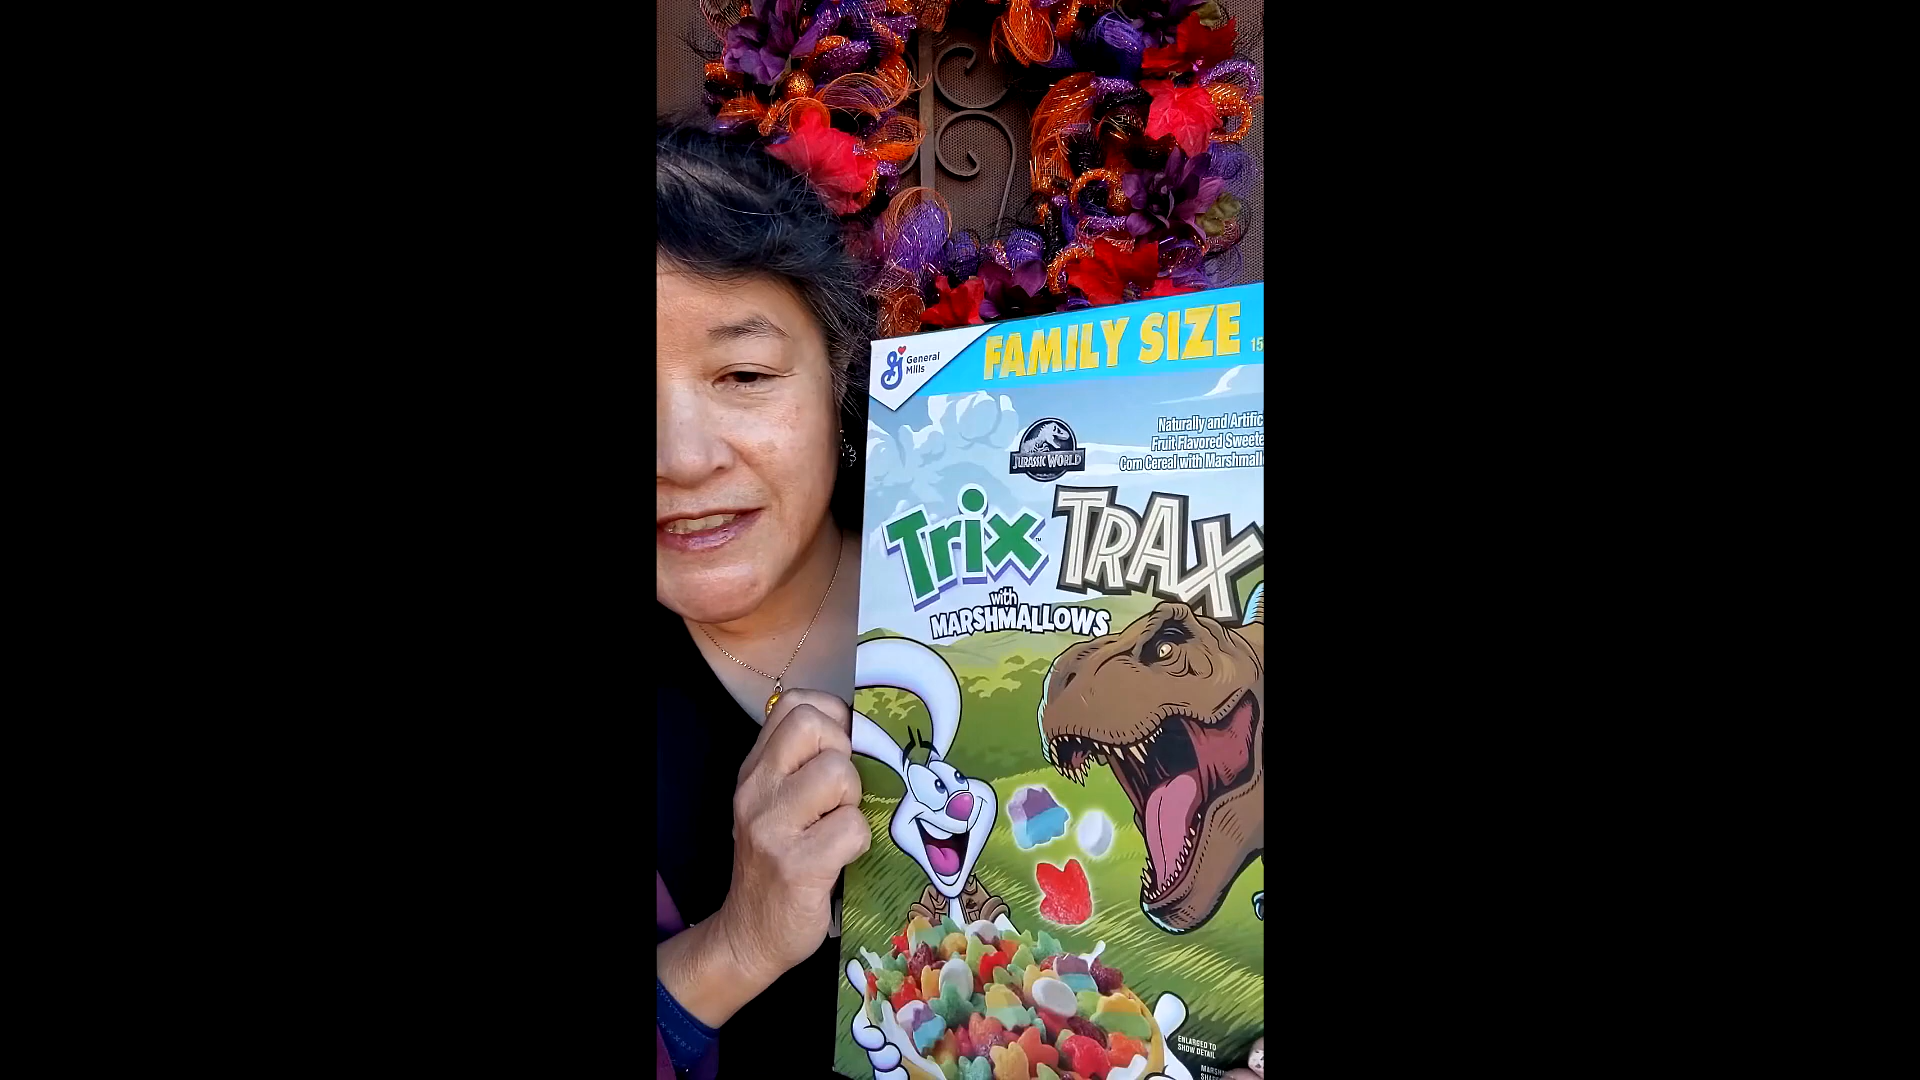 General
Mills
FAMILY SIZE
15
JURASSIC WORLD
Naturally and Artific
Fruit Flavored Sweete
Corn Cereal with Marshmall
Trix TRAX
with
MARSHMALLOWS
ENLARGED TO
SHOW DETAIL